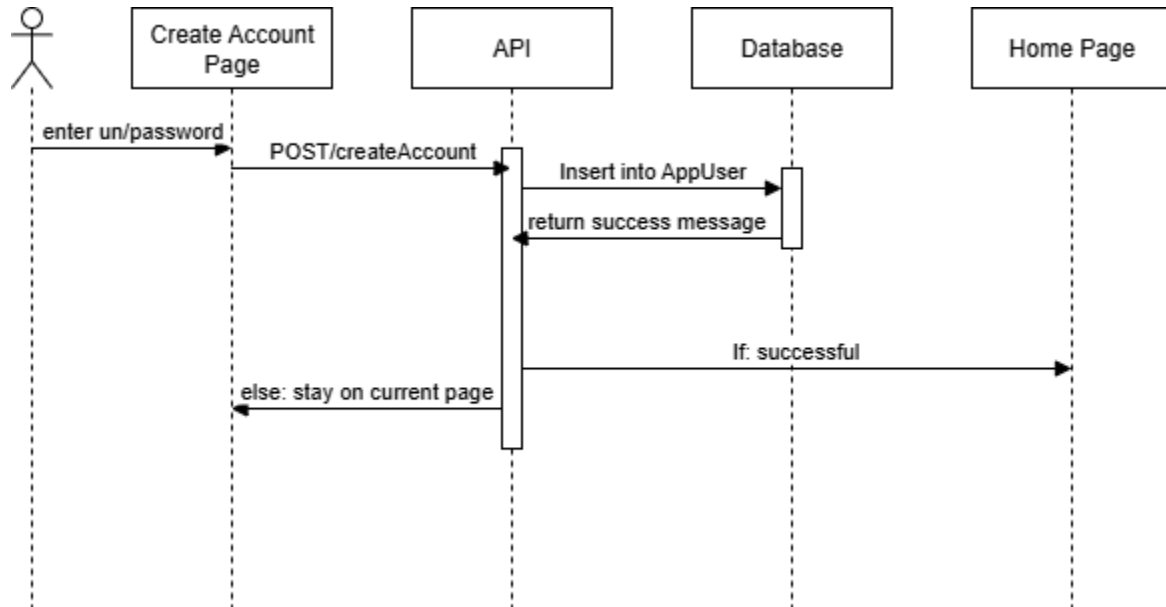 Create Account
Page
API
Database
Home Page
enter un/password
POST/createAccount
Insert into AppUser
return success message
If: successful
else: stay on current page